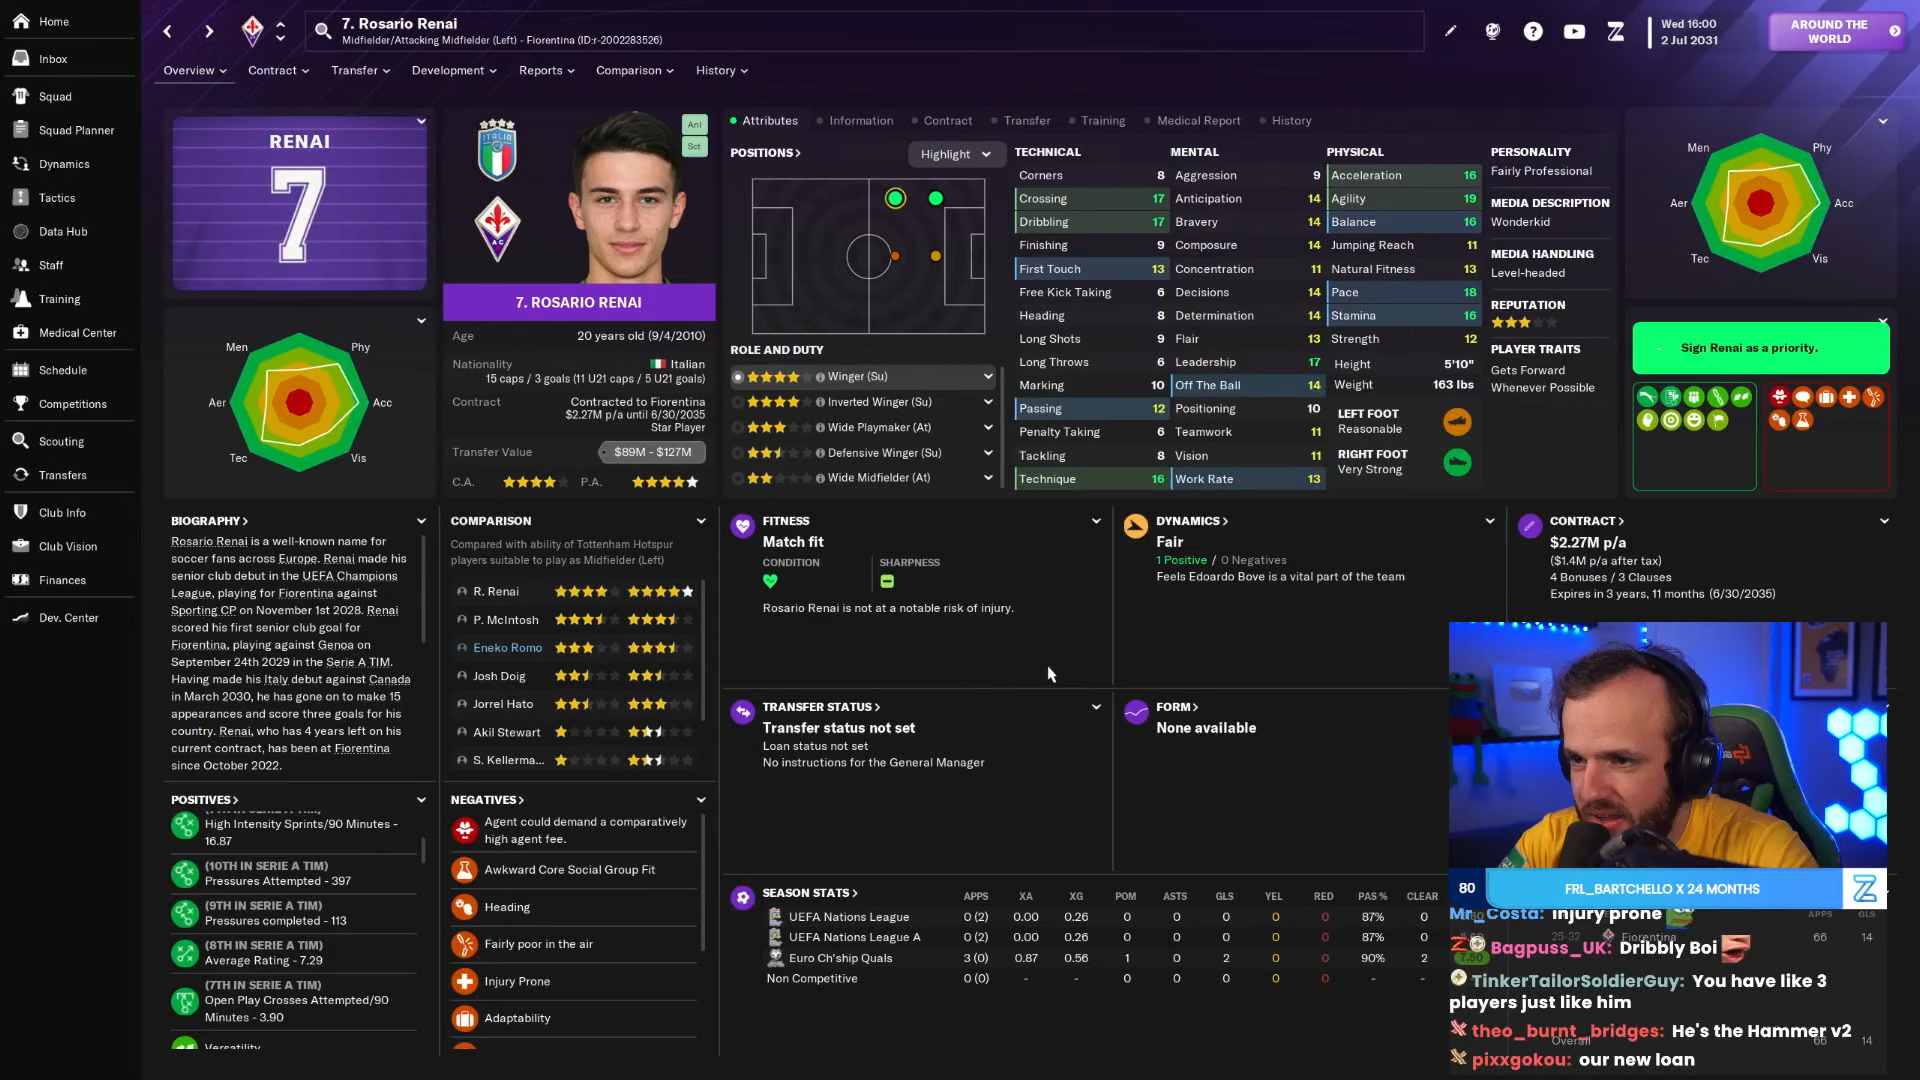 Home
Inbox
Squad
Squad Planner
Dynamics
Tactics
Data Hub
Staff
Training
Medical Center
Schedule
Competitions
Scouting
Transfers
Club Info
Club Vision
Finances
Dev. Center
7. Rosario Renai
Midfielder/Attacking Midfielder (Left) - Fiorentina (ID:r-2002283526)
Wed 16:00
2 Jul 2031
AROUND THE
WORLD
Overview
Contract
Transfer
Development
Reports
Comparison
History
RENAI
7
Men
Phy
Aer
Acc
Tec
Vis
ITALIA
AC
Anl
Sct
7. ROSARIO RENAI
Age 20 years old (9/4/2010)
Nationality Italian
15 caps / 3 goals (11 U21 caps / 5 U21 goals)
Contract Contracted to Fiorentina
$2.27M p/a until 6/30/2035
Star Player
Transfer Value $89M - $127M
C.A. P.A.
Attributes
Information
Contract
Transfer
Training
Medical Report
History
POSITIONS>
Highlight
ROLE AND DUTY
Winger (Su)
Inverted Winger (Su)
Wide Playmaker (At)
Defensive Winger (Su)
Wide Midfielder (At)
TECHNICAL
Corners 8
Crossing 17
Dribbling 17
Finishing 9
First Touch 13
Free Kick Taking 6
Heading 8
Long Shots 9
Long Throws 6
Marking 10
Passing 12
Penalty Taking 6
Tackling 8
Technique 16
MENTAL
Aggression 9
Anticipation 14
Bravery 14
Composure 14
Concentration 11
Decisions 14
Determination 14
Flair 13
Leadership 17
Off The Ball 14
Positioning 10
Teamwork 11
Vision 11
Work Rate 13
PHYSICAL
Acceleration 16
Agility 19
Balance 16
Jumping Reach 11
Natural Fitness 13
Pace 18
Stamina 16
Strength 12
Height 5'10"
Weight 163 lbs
LEFT FOOT
Reasonable
RIGHT FOOT
Very Strong
PERSONALITY
Fairly Professional
MEDIA DESCRIPTION
Wonderkid
MEDIA HANDLING
Level-headed
REPUTATION
PLAYER TRAITS
Gets Forward
Whenever Possible
Men
Phy
Aer
Acc
Tec
Vis
Sign Renai as a priority.
BIOGRAPHY>
Rosario Renai is a well-known name for
soccer fans across Europe. Renai made his
senior club debut in the UEFA Champions
League, playing for Fiorentina against
Sporting CP on November 1st 2028. Renai
scored his first senior club goal for
Fiorentina, playing against Genoa on
September 24th 2029 in the Serie A TIM.
Having made his Italy debut against Canada
in March 2030, he has gone on to make 15
appearances and score three goals for his
country. Renai, who has 4 years left on his
current contract, has been at Fiorentina
since October 2022.
COMPARISON
Compared with ability of Tottenham Hotspur
players suitable to play as Midfielder (Left)
R. Renai
P. McIntosh
Eneko Romo
Josh Doig
Jorrel Hato
Akil Stewart
S. Kellerma...
FITNESS
Match fit
CONDITION
SHARPNESS
Rosario Renai is not at a notable risk of injury.
DYNAMICS>
Fair
1 Positive / 0 Negatives
Feels Edoardo Bove is a vital part of the team
CONTRACT>
$2.27M p/a
($1.4M p/a after tax)
4 Bonuses / 3 Clauses
Expires in 3 years, 11 months (6/30/2035)
TRANSFER STATUS>
Transfer status not set
Loan status not set
No instructions for the General Manager
FORM>
None available
POSITIVES>
High Intensity Sprints/90 Minutes -
16.87
(10TH IN SERIE A TIM)
Pressures Attempted - 397
(9TH IN SERIE A TIM)
Pressures completed - 113
(8TH IN SERIE A TIM)
Average Rating - 7.29
(7TH IN SERIE A TIM)
Open Play Crosses Attempted/90
Minutes - 3.90
Versatility
NEGATIVES>
Agent could demand a comparatively
high agent fee.
Awkward Core Social Group Fit
Heading
Fairly poor in the air
Injury Prone
Adaptability
SEASON STATS> APPS XA XG POM ASTS GLS YEL RED PAS % CLEAR
UEFA Nations League 0 (2) 0.00 0.26 0 0 0 0 0 87% 0
UEFA Nations League A 0 (2) 0.00 0.26 0 0 0 0 0 87% 0
Euro Ch'ship Quals 3 (0) 0.87 0.56 1 0 2 0 0 90% 2
Non Competitive 0 (0) - - 0 0 0 0 0 - -
80 FRL_BARTCHELLO X 24 MONTHS
APPS GLS
Mr_Costa: injury prone
25-32 Fiorentina 66 14
Bagpuss_UK: Dribbly Boi
7.50
TinkerTailorSoldierGuy: You have like 3
players just like him
theo_burnt_bridges: He's the Hammer v2
Overall 66 14
pixxgokou: our new loan